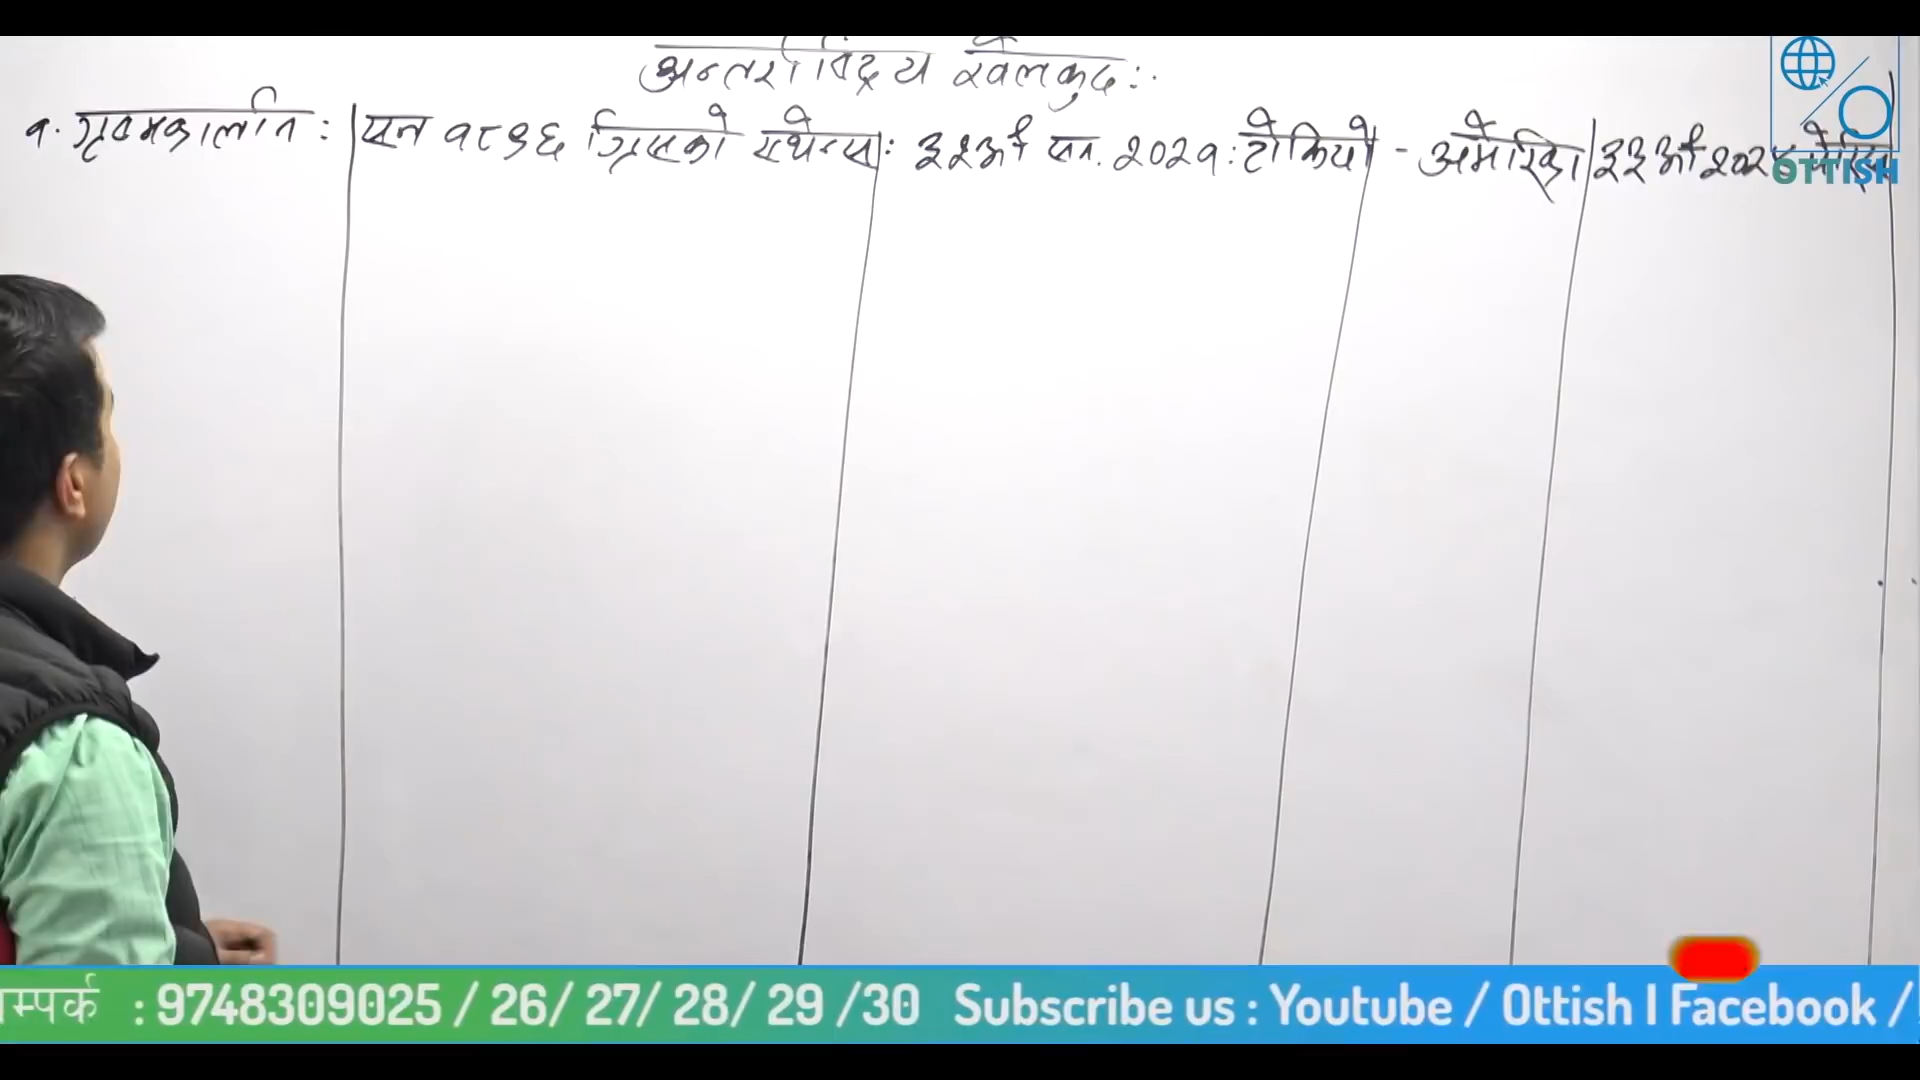 अन्तर्राष्ट्रिय खेलकुद :-
१. गृष्मकालीन : सन १८९६ ग्रिसको एथेन्स : ३२औं सन. २०२१ : टोकियो - अमेरिका ३३औं २०२४ पेरिस
OTTISH
म्पर्क : 9748309025 / 26/ 27/ 28/ 29 /30 Subscribe us : Youtube / Ottish I Facebook /